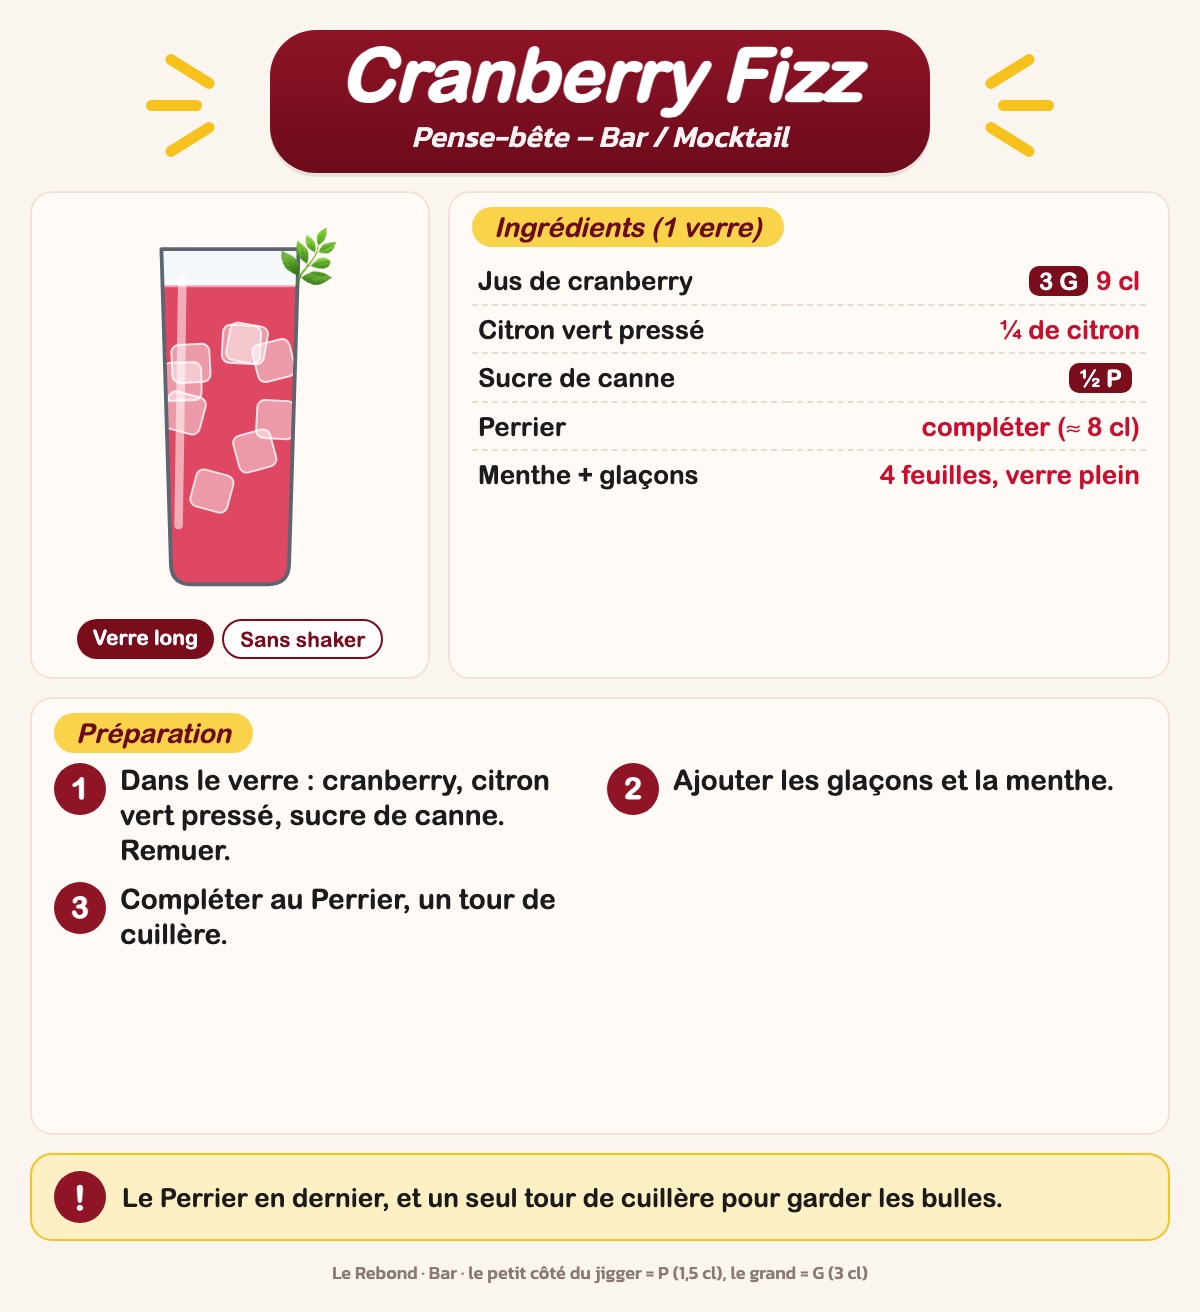 Cranberry Fizz
Pense-bête – Bar / Mocktail
Verre long
Sans shaker
Ingrédients (1 verre)
Jus de cranberry 3 G 9 cl
Citron vert pressé ¼ de citron
Sucre de canne ½ P
Perrier compléter (≈ 8 cl)
Menthe + glaçons 4 feuilles, verre plein
Préparation
1 Dans le verre : cranberry, citron
vert pressé, sucre de canne.
Remuer.
2 Ajouter les glaçons et la menthe.
3 Compléter au Perrier, un tour de
cuillère.
! Le Perrier en dernier, et un seul tour de cuillère pour garder les bulles.
Le Rebond · Bar · le petit côté du jigger = P (1,5 cl), le grand = G (3 cl)